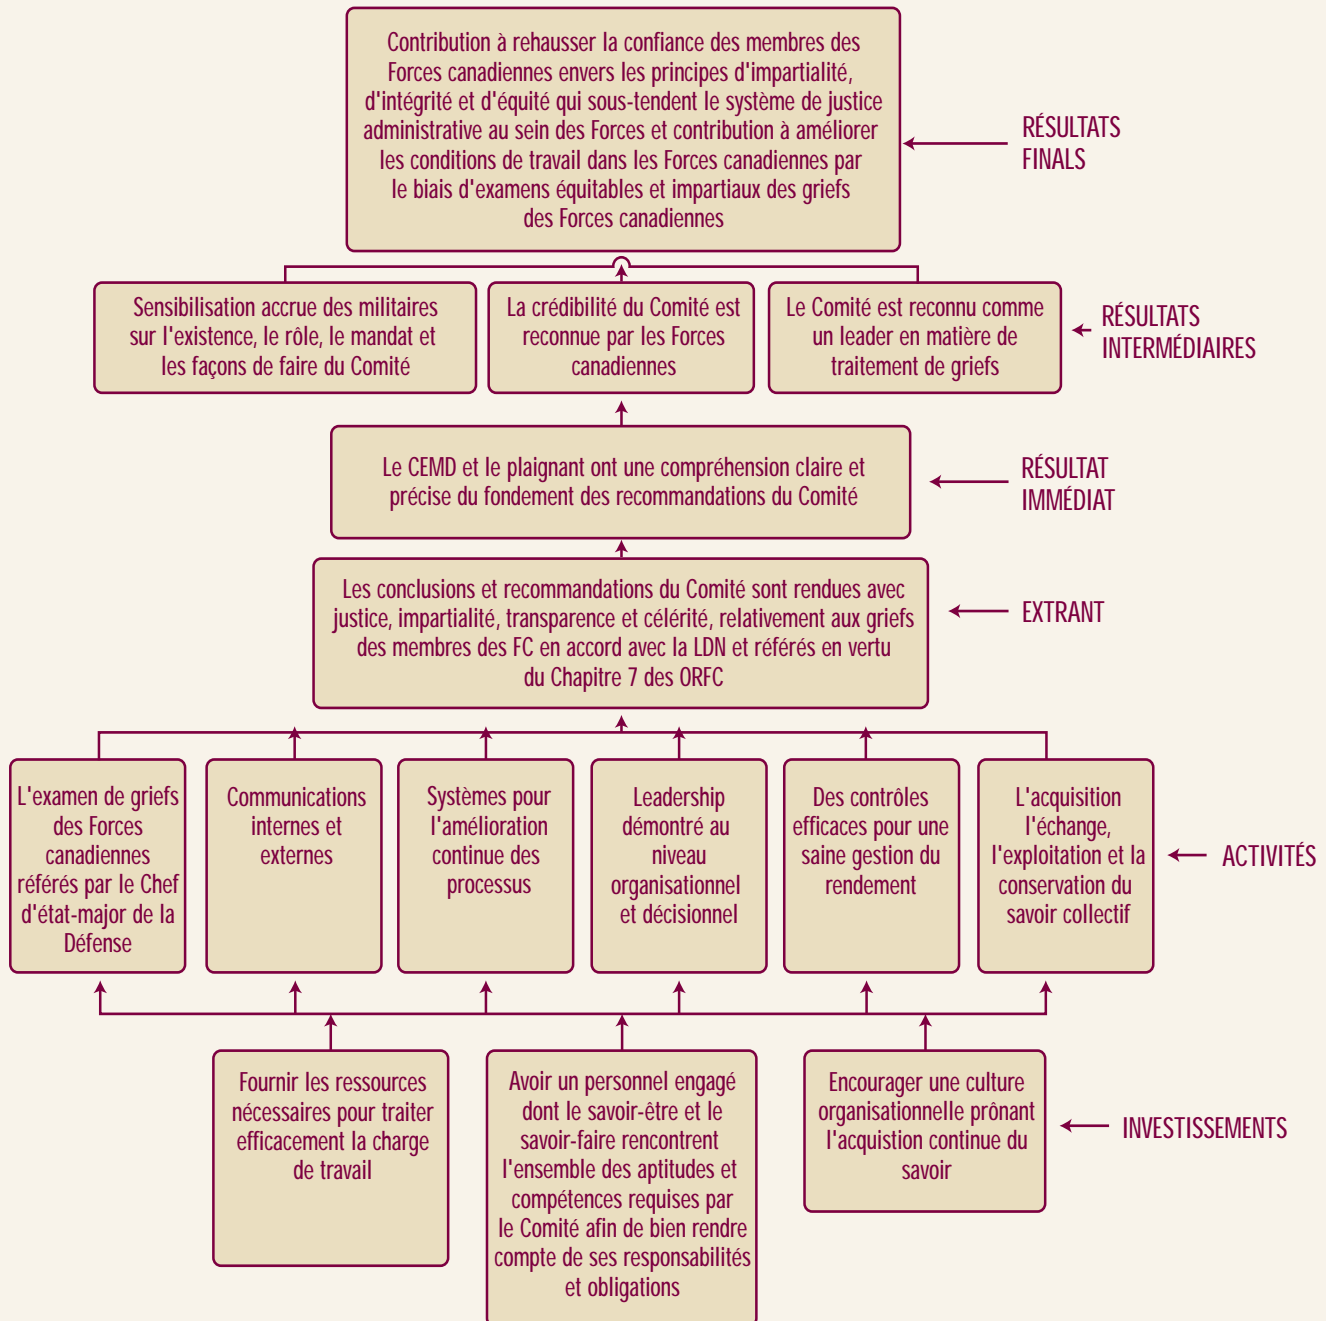 Contribution à rehausser la confiance des membres des
Forces canadiennes envers les principes d'impartialité,
d'intégrité et d'équité qui sous-tendent le système de justice
administrative au sein des Forces et contribution à améliorer
les conditions de travail dans les Forces canadiennes par
le biais d'examens équitables et impartiaux des griefs
des Forces canadiennes
RÉSULTATS
FINALS
Sensibilisation accrue des militaires
sur l'existence, le rôle, le mandat et
les façons de faire du Comité
La crédibilité du Comité est
reconnue par les Forces
canadiennes
Le Comité est reconnu comme
un leader en matière de
traitement de griefs
RÉSULTATS
INTERMÉDIAIRES
Le CEMD et le plaignant ont une compréhension claire et
précise du fondement des recommandations du Comité
RÉSULTAT
IMMÉDIAT
Les conclusions et recommandations du Comité sont rendues avec
justice, impartialité, transparence et célérité, relativement aux griefs
des membres des FC en accord avec la LDN et référés en vertu
du Chapitre 7 des ORFC
EXTRANT
L'examen de griefs
des Forces
canadiennes
référés par le Chef
d'état-major de la
Défense
Communications
internes et
externes
Systèmes pour
l'amélioration
continue des
processus
Leadership
démontré au
niveau
organisationnel
et décisionnel
Des contrôles
efficaces pour une
saine gestion du
rendement
L'acquisition
l'échange,
l'exploitation et la
conservation du
savoir collectif
ACTIVITÉS
Fournir les ressources
nécessaires pour traiter
efficacement la charge
de travail
Avoir un personnel engagé
dont le savoir-être et le
savoir-faire rencontrent
l'ensemble des aptitudes et
compétences requises par
le Comité afin de bien rendre
compte de ses responsabilités
et obligations
Encourager une culture
organisationnelle prônant
l'acquistion continue du
savoir
INVESTISSEMENTS